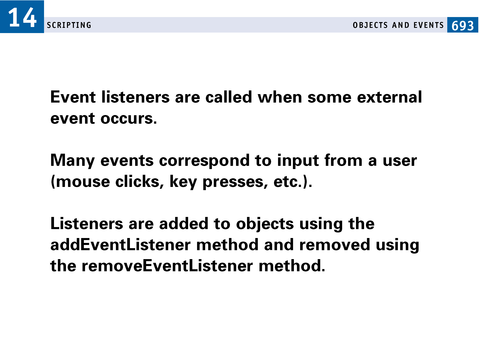 14 SCRIPTING OBJECTS AND EVENTS 693
Event listeners are called when some external
event occurs.
Many events correspond to input from a user
(mouse clicks, key presses, etc.).
Listeners are added to objects using the
addEventListener method and removed using
the removeEventListener method.